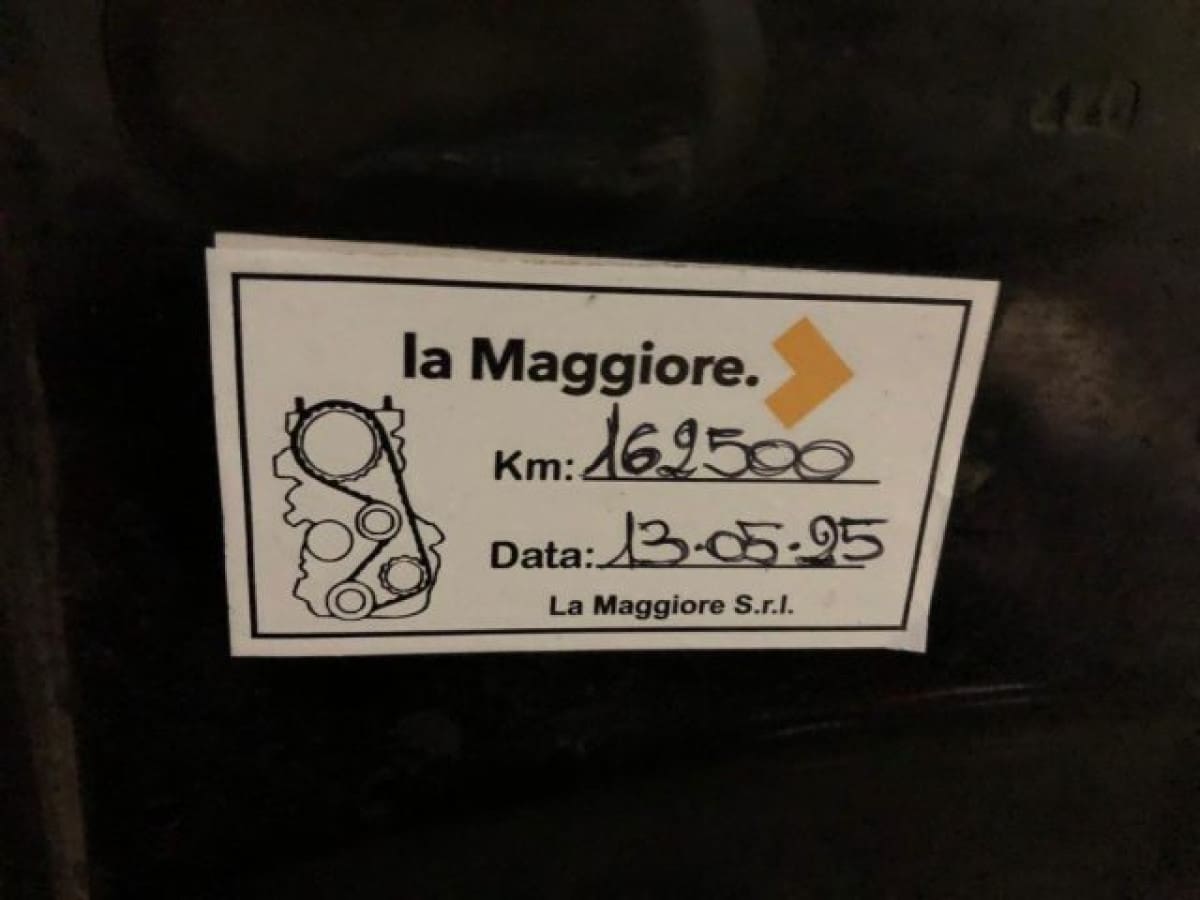 la Maggiore.
Km: 162500
Data: 13.05.25
La Maggiore S.r.l.